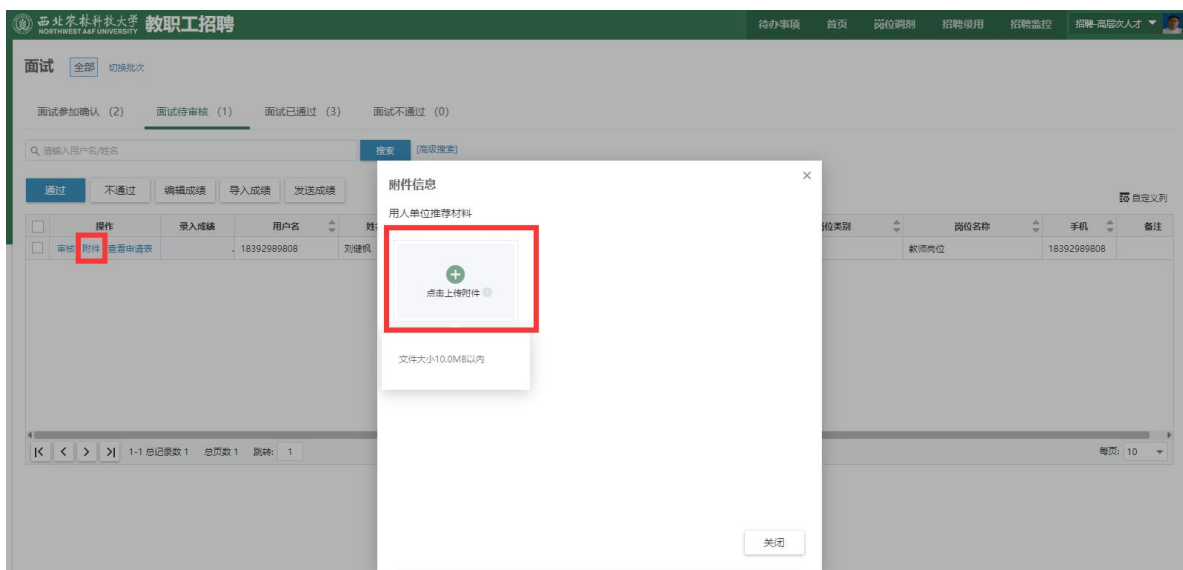 西北农林科技大学 教职工招聘
NORTHWEST A&F UNIVERSITY
待办事项 首页 岗位调剂 招聘录用 招聘监控 招聘-高层次人才
面试 全部 切换批次
面试参加确认 (2) 面试待审核 (1) 面试已通过 (3) 面试不通过 (0)
请输入用户名/姓名 搜索 [高级搜索]
通过 不通过 编辑成绩 导入成绩 发送成绩
自定义列
操作 录入成绩 用户名 岗位类别 岗位名称 手机 备注
审核 附件 查看申请表 18392989808 刘健枫 教师岗位 18392989808
附件信息
用人单位推荐材料
点击上传附件
文件大小10.0MB以内
关闭
1-1 总记录数 1 总页数 1 跳转: 1 每页: 10